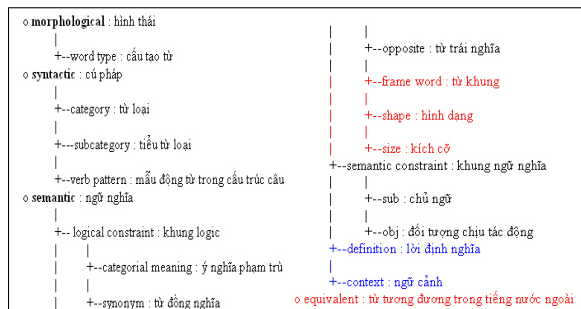 o morphological : hình thái
|
+--word type : cấu tạo từ
o syntactic : cú pháp
|
+--category : từ loại
|
+---subcategory : tiểu từ loại
|
+--verb pattern : mẫu động từ trong cấu trúc câu
o semantic : ngữ nghĩa
|
+-- logical constraint : khung logic
| |
| +--categorial meaning : ý nghĩa phạm trù
| |
| +--synonym : từ đồng nghĩa
| |
| +--opposite : từ trái nghĩa
| |
| +--frame word : từ khung
| |
| +--shape : hình dạng
| |
| +--size : kích cỡ
+--semantic constraint : khung ngữ nghĩa
| |
| +--sub : chủ ngữ
| |
| +--obj : đối tượng chịu tác động
+--definition : lời định nghĩa
|
+--context : ngữ cảnh
o equivalent : từ tương đương trong tiếng nước ngoài